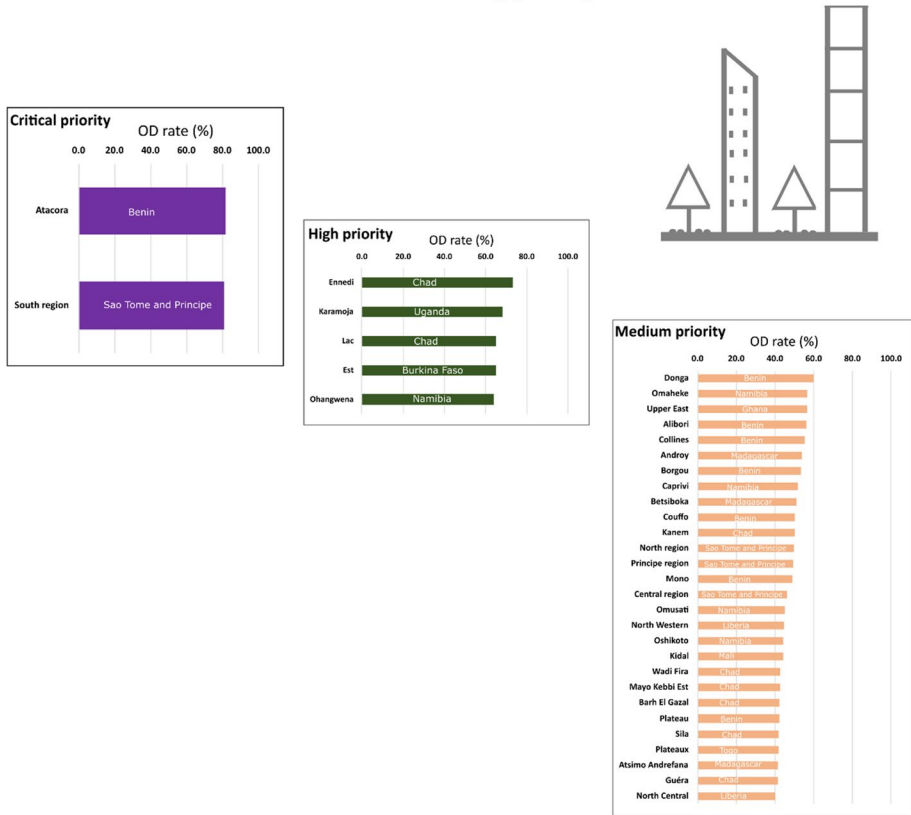 Critical priority
OD rate (%)
0.0 20.0 40.0 60.0 80.0 100.0
Atacora Benin
South region Sao Tome and Principe
High priority
OD rate (%)
0.0 20.0 40.0 60.0 80.0 100.0
Ennedi Chad
Karamoja Uganda
Lac Chad
Est Burkina Faso
Ohangwena Namibia
Medium priority
OD rate (%)
0.0 20.0 40.0 60.0 80.0 100.0
Donga Benin
Omaheke Namibia
Upper East Ghana
Alibori Benin
Collines Benin
Androy Madagascar
Borgou Benin
Caprivi Namibia
Betsiboka Madagascar
Couffo Benin
Kanem Chad
North region Sao Tome and Principe
Principe region Sao Tome and Principe
Mono Benin
Central region Sao Tome and Principe
Omusati Namibia
North Western Liberia
Oshikoto Namibia
Kidal Mali
Wadi Fira Chad
Mayo Kebbi Est Chad
Barh El Gazal Chad
Plateau Benin
Sila Chad
Plateaux Togo
Atsimo Andrefana Madagascar
Guéra Chad
North Central Liberia